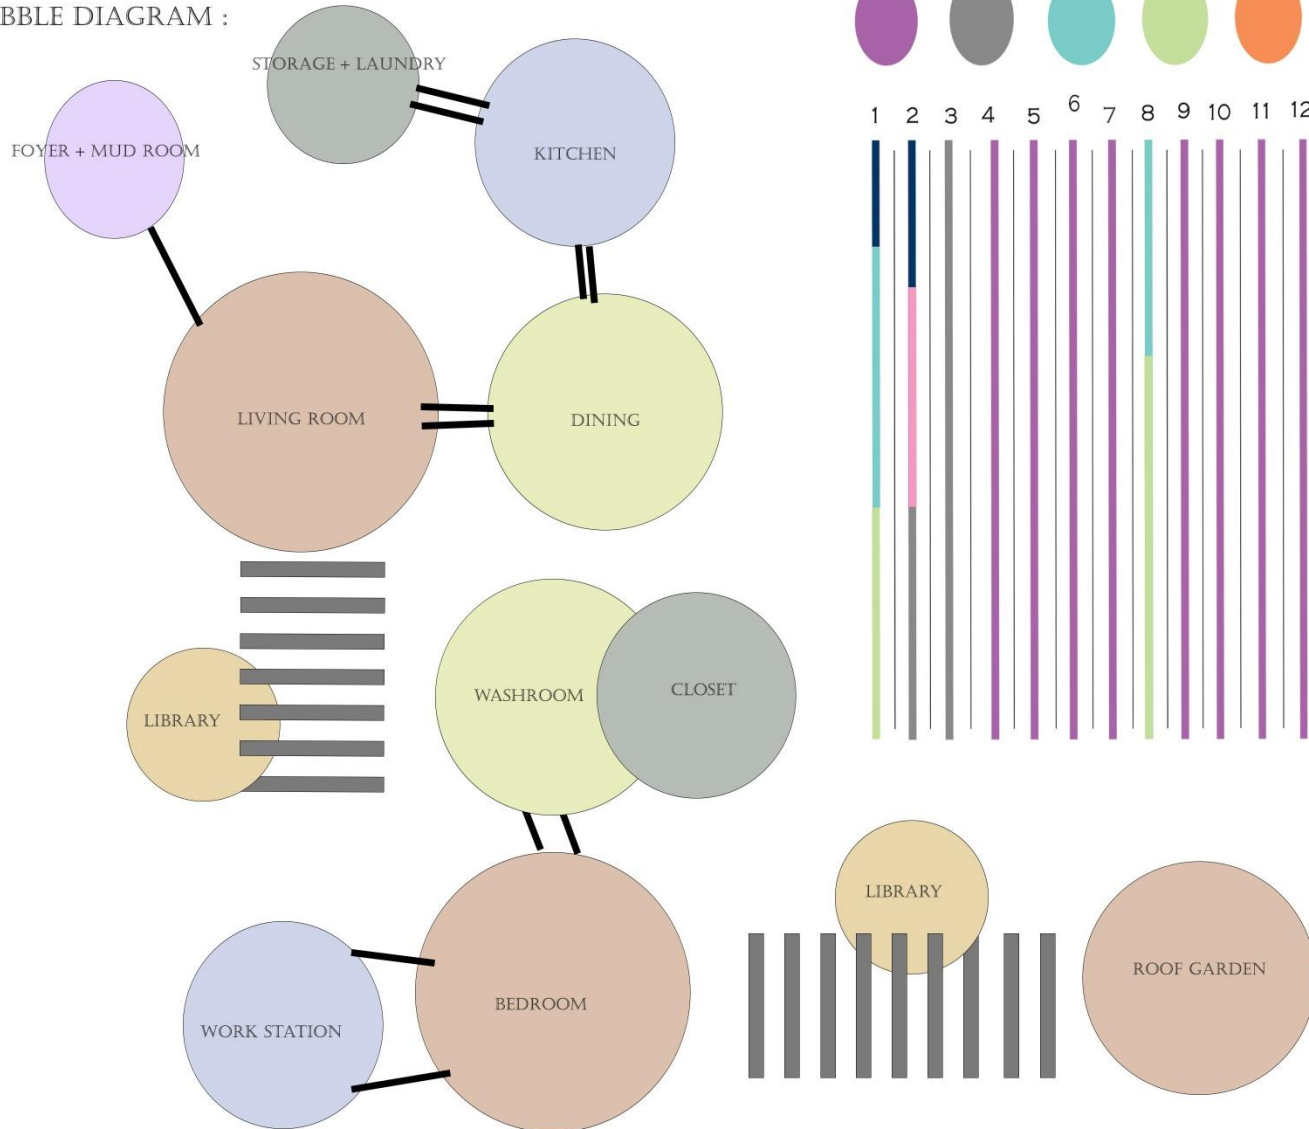 BBLE DIAGRAM :
STORAGE + LAUNDRY
FOYER + MUD ROOM
KITCHEN
LIVING ROOM
DINING
WASHROOM
CLOSET
LIBRARY
WORK STATION
BEDROOM
1 2 3 4 5 6 7 8 9 10 11 12
LIBRARY
ROOF GARDEN